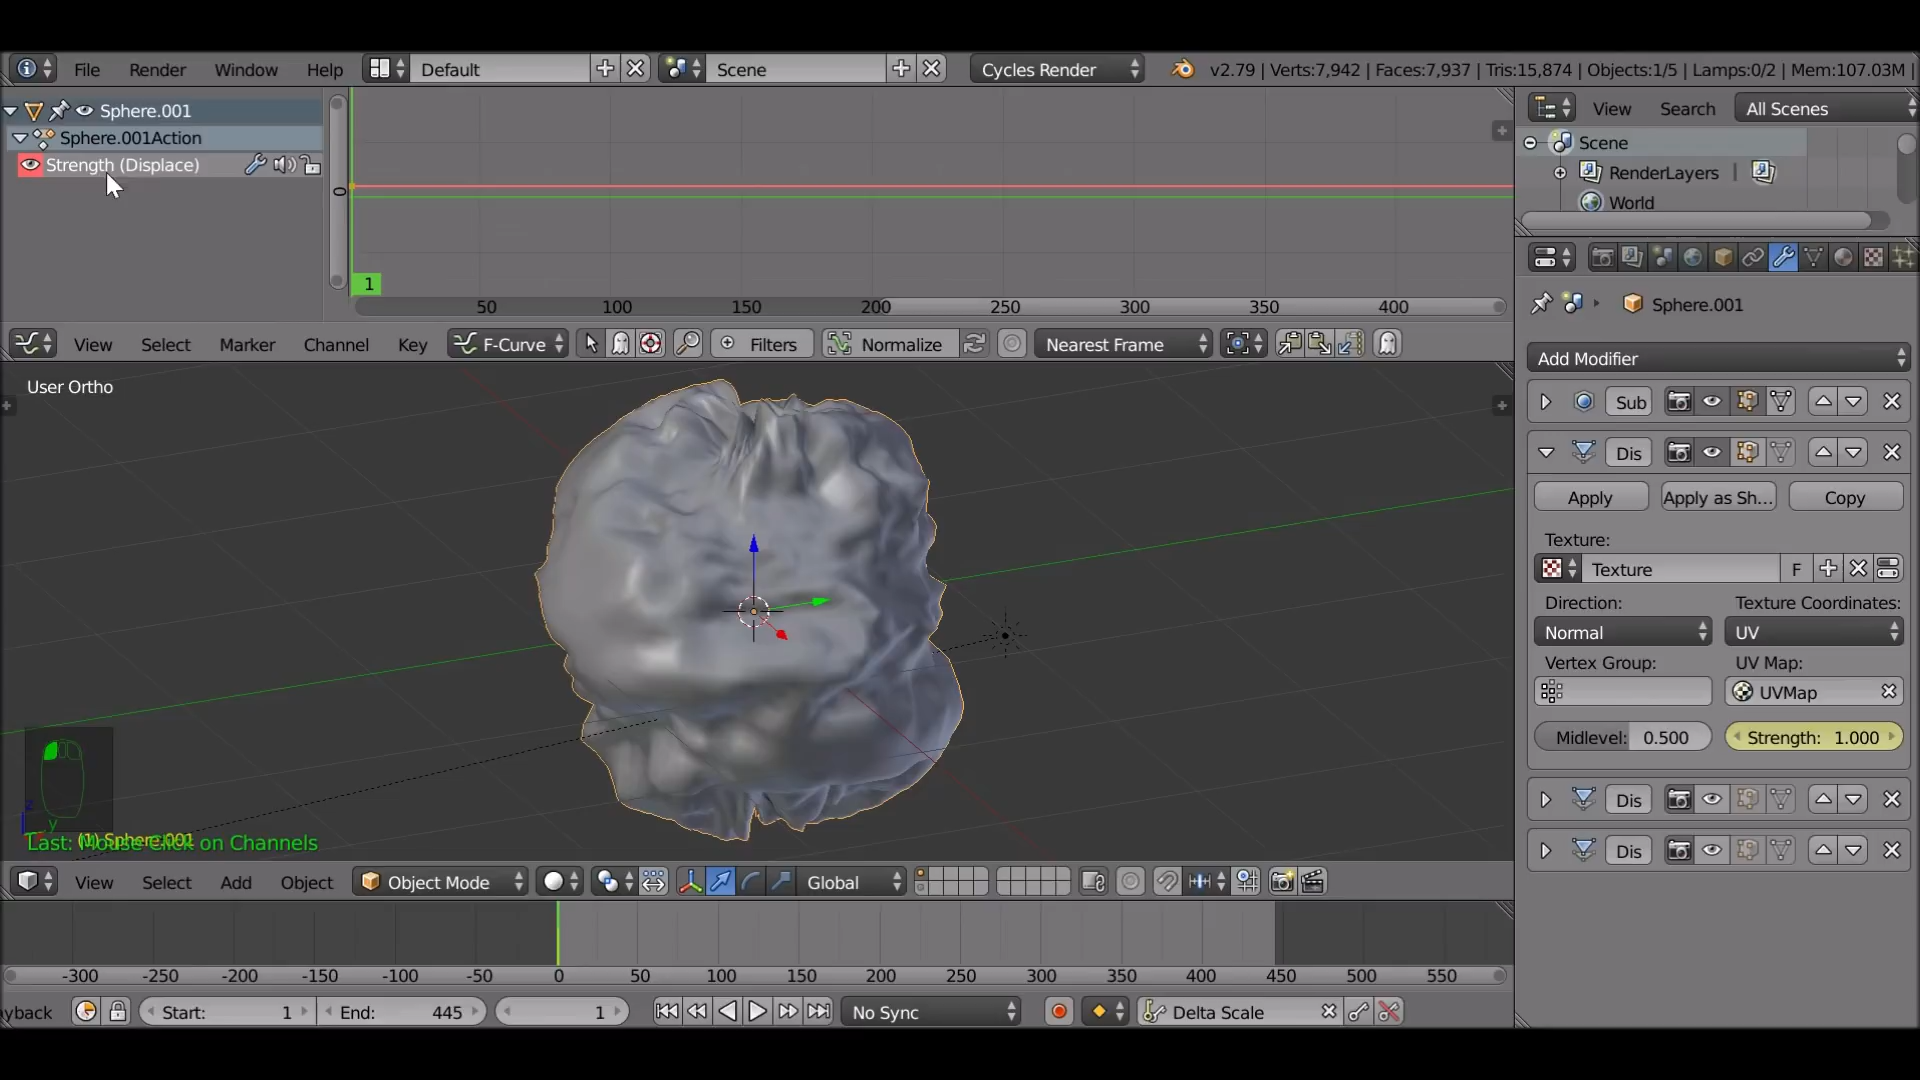 File Render Window Help Default Scene Cycles Render v2.79 | Verts:7,942 | Faces:7,937 | Tris:15,874 | Objects:1/5 | Lamps:0/2 | Mem:107.03M |
Sphere.001
Sphere.001Action
Strength (Displace)
0
1
50 100 150 200 250 300 350 400
View Select Marker Channel Key F-Curve Filters Normalize Nearest Frame
User Ortho
(1) Sphere.001
Last: Mouse Click on Channels
z
y
View Select Add Object Object Mode Global
-300 -250 -200 -150 -100 -50 0 50 100 150 200 250 300 350 400 450 500 550
yback Start: 1 End: 445 1 No Sync Delta Scale
View Search All Scenes
Scene
RenderLayers |
World
Sphere.001
Add Modifier
Sub
Dis
Apply Apply as Sh... Copy
Texture:
Texture F
Direction: Texture Coordinates:
Normal UV
Vertex Group: UV Map:
UVMap
Midlevel: 0.500 Strength: 1.000
Dis
Dis